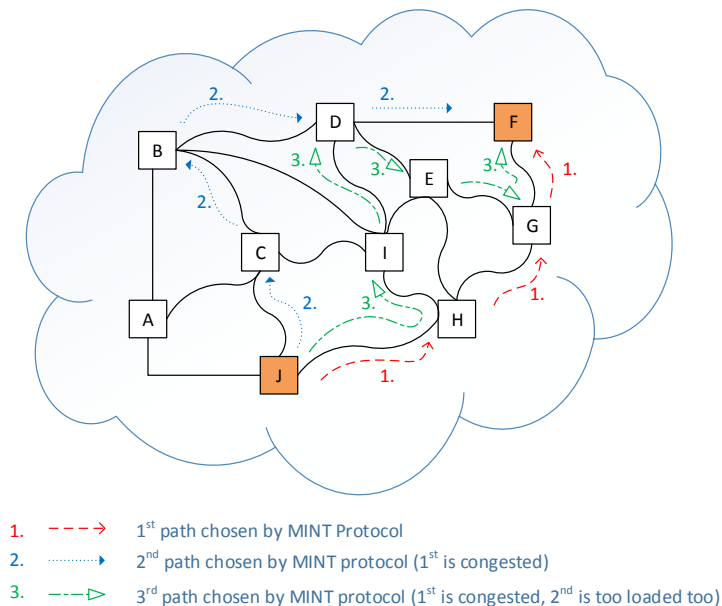 2.
2.
D
F
B
3.
3.
3.
1.
E
2.
G
C
I
2.
3.
1.
A
H
J
1.
1. 1st path chosen by MINT Protocol
2. 2nd path chosen by MINT protocol (1st is congested)
3. 3rd path chosen by MINT protocol (1st is congested, 2nd is too loaded too)